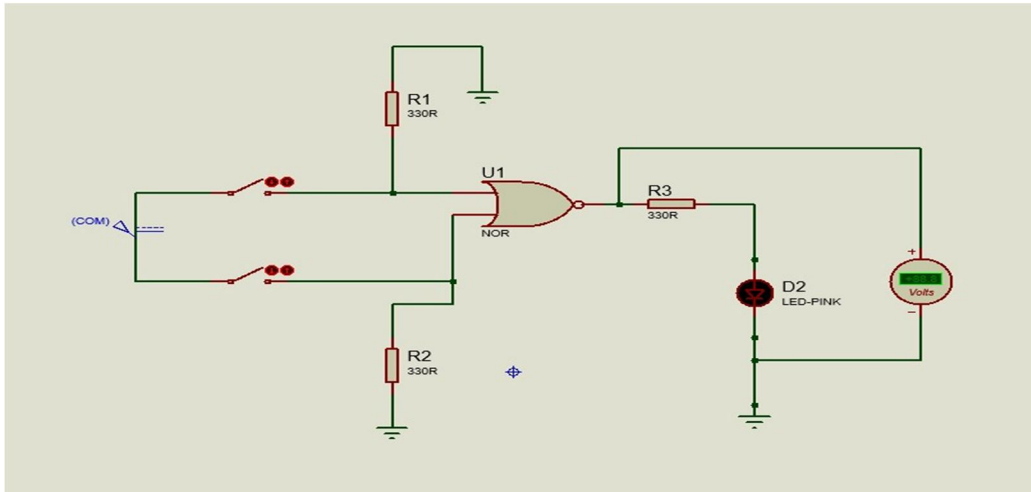 R1
330R
U1
NOR
(COM)
R3
330R
D2
LED-PINK
+
Volts
−
R2
330R